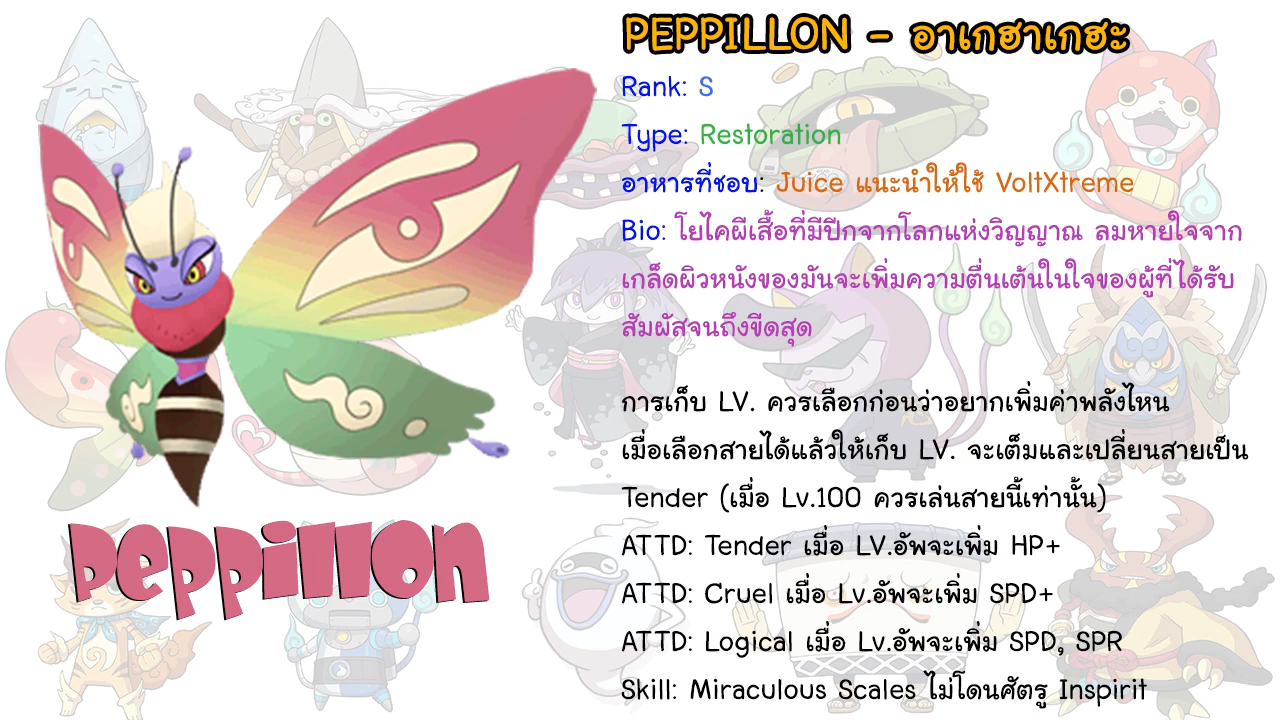 PEPPILLON - อาเกฮาเกฮะ
Rank: S
Type: Restoration
อาหารที่ชอบ: Juice แนะนำให้ใช้ VoltXtreme
Bio: โยไคผีเสื้อที่มีปีกจากโลกแห่งวิญญาณ ลมหายใจจาก
เกล็ดผิวหนังของมันจะเพิ่มความตื่นเต้นในใจของผู้ที่ได้รับ
สัมผัสจนถึงขีดสุด
การเก็บ LV. ควรเลือกก่อนว่าอยากเพิ่มค่าพลังไหน
เมื่อเลือกสายได้แล้วให้เก็บ LV. จะเต็มและเปลี่ยนสายเป็น
Tender (เมื่อ Lv.100 ควรเล่นสายนี้เท่านั้น)
ATTD: Tender เมื่อ LV.อัพจะเพิ่ม HP+
ATTD: Cruel เมื่อ Lv.อัพจะเพิ่ม SPD+
ATTD: Logical เมื่อ Lv.อัพจะเพิ่ม SPD, SPR
Skill: Miraculous Scales ไม่โดนศัตรู Inspirit
Peppillon